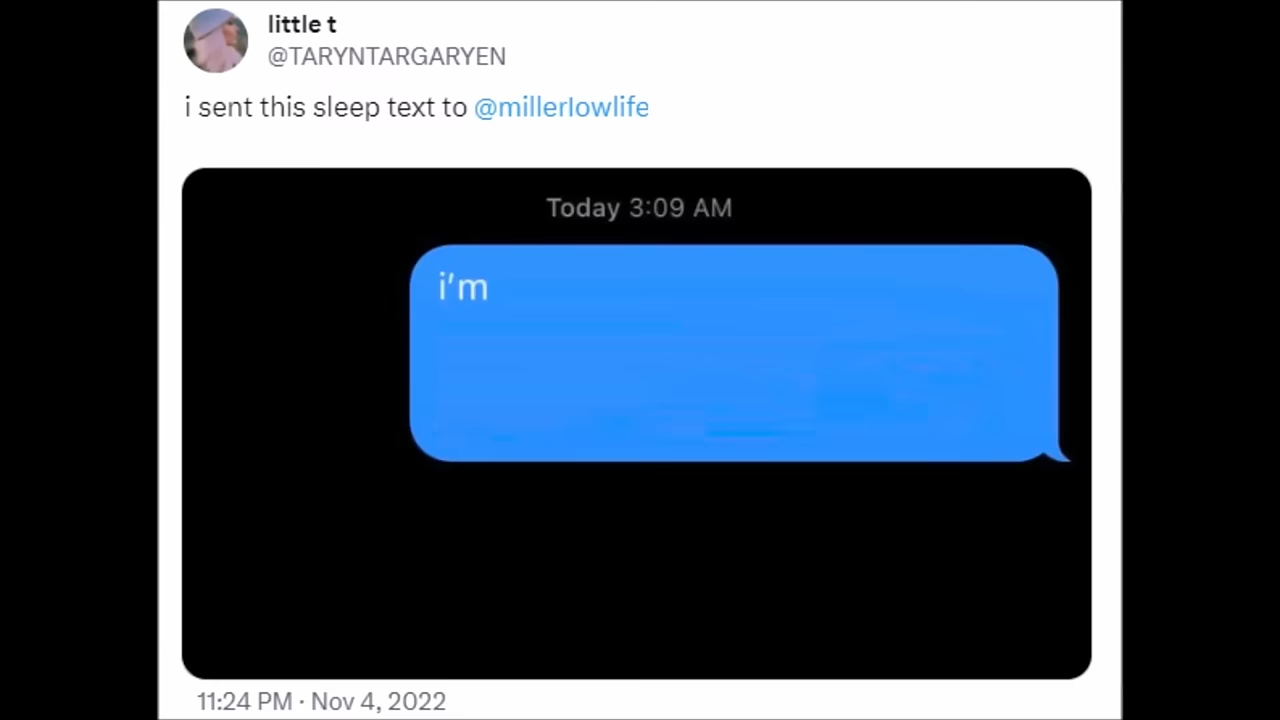 little t
@TARYNTARGARYEN
i sent this sleep text to @millerlowlife
Today 3:09 AM
i'm
11:24 PM · Nov 4, 2022